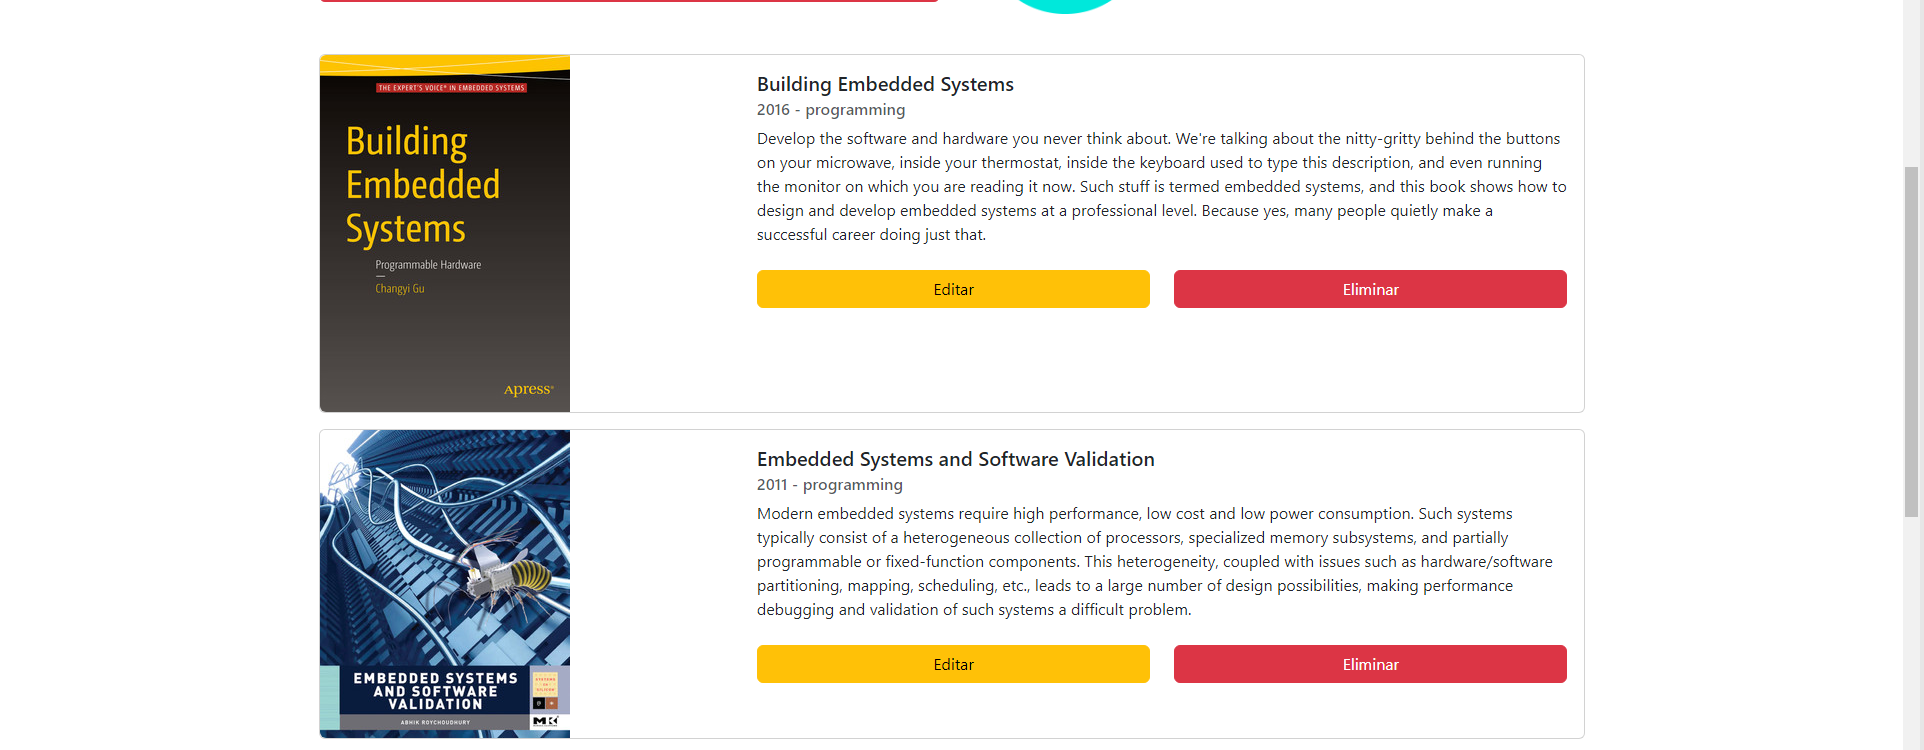 THE EXPERT'S VOICE® IN EMBEDDED SYSTEMS
Building
Embedded
Systems
Programmable Hardware
—
Changyi Gu
Apress®
Building Embedded Systems
2016 - programming
Develop the software and hardware you never think about. We're talking about the nitty-gritty behind the buttons
on your microwave, inside your thermostat, inside the keyboard used to type this description, and even running
the monitor on which you are reading it now. Such stuff is termed embedded systems, and this book shows how to
design and develop embedded systems at a professional level. Because yes, many people quietly make a
successful career doing just that.
Editar
Eliminar
EMBEDDED SYSTEMS
AND SOFTWARE
VALIDATION
ABHIK ROYCHOUDHURY
SYSTEMS
ON
SILICON
MK
Embedded Systems and Software Validation
2011 - programming
Modern embedded systems require high performance, low cost and low power consumption. Such systems
typically consist of a heterogeneous collection of processors, specialized memory subsystems, and partially
programmable or fixed-function components. This heterogeneity, coupled with issues such as hardware/software
partitioning, mapping, scheduling, etc., leads to a large number of design possibilities, making performance
debugging and validation of such systems a difficult problem.
Editar
Eliminar